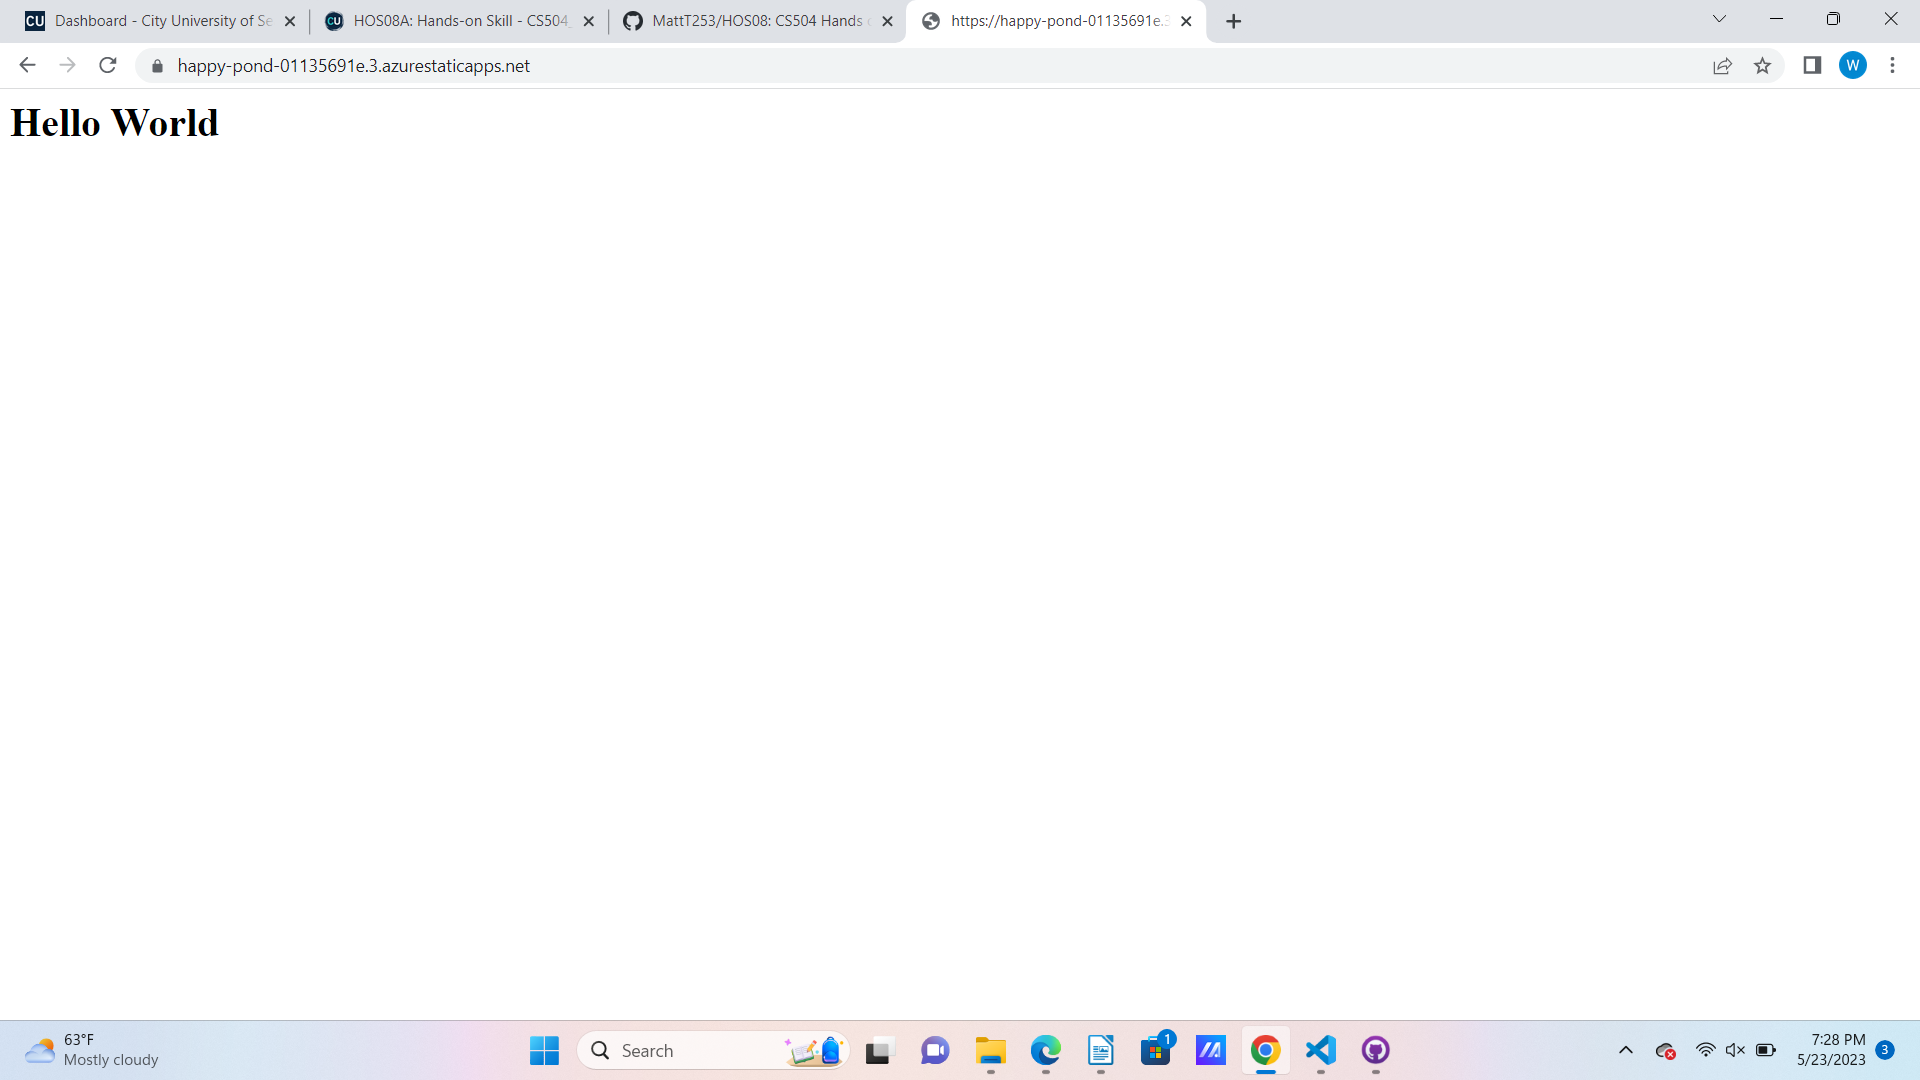 CU Dashboard - City University of Se
CU HOS08A: Hands-on Skill - CS504_
MattT253/HOS08: CS504 Hands
https://happy-pond-01135691e.3
happy-pond-01135691e.3.azurestaticapps.net
W
Hello World
63°F
Mostly cloudy
Search
1
7:28 PM
5/23/2023
3